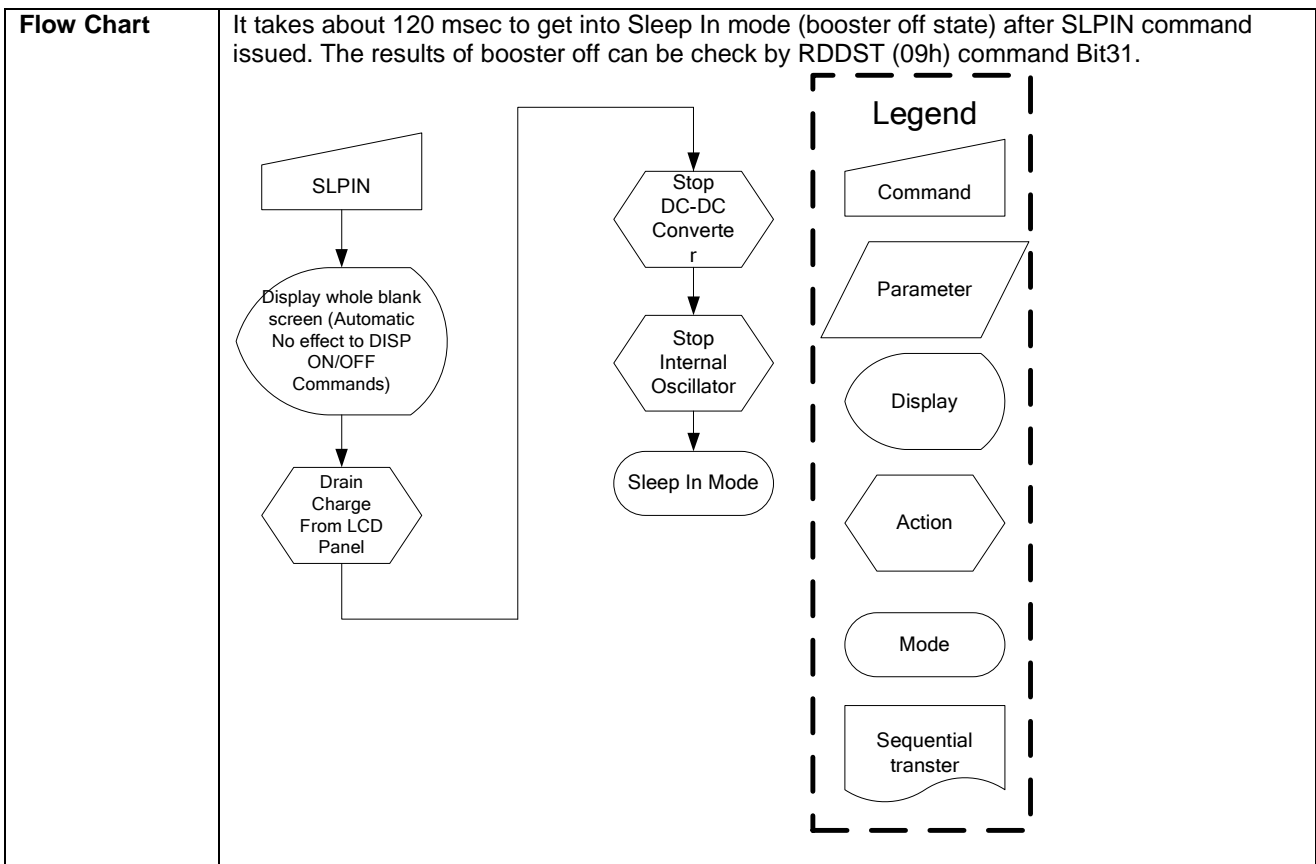 Flow Chart
It takes about 120 msec to get into Sleep In mode (booster off state) after SLPIN command
issued. The results of booster off can be check by RDDST (09h) command Bit31.
SLPIN
Display whole blank
screen (Automatic
No effect to DISP
ON/OFF
Commands)
Drain
Charge
From LCD
Panel
Stop
DC-DC
Converte
r
Stop
Internal
Oscillator
Sleep In Mode
Legend
Command
Parameter
Display
Action
Mode
Sequential
transter